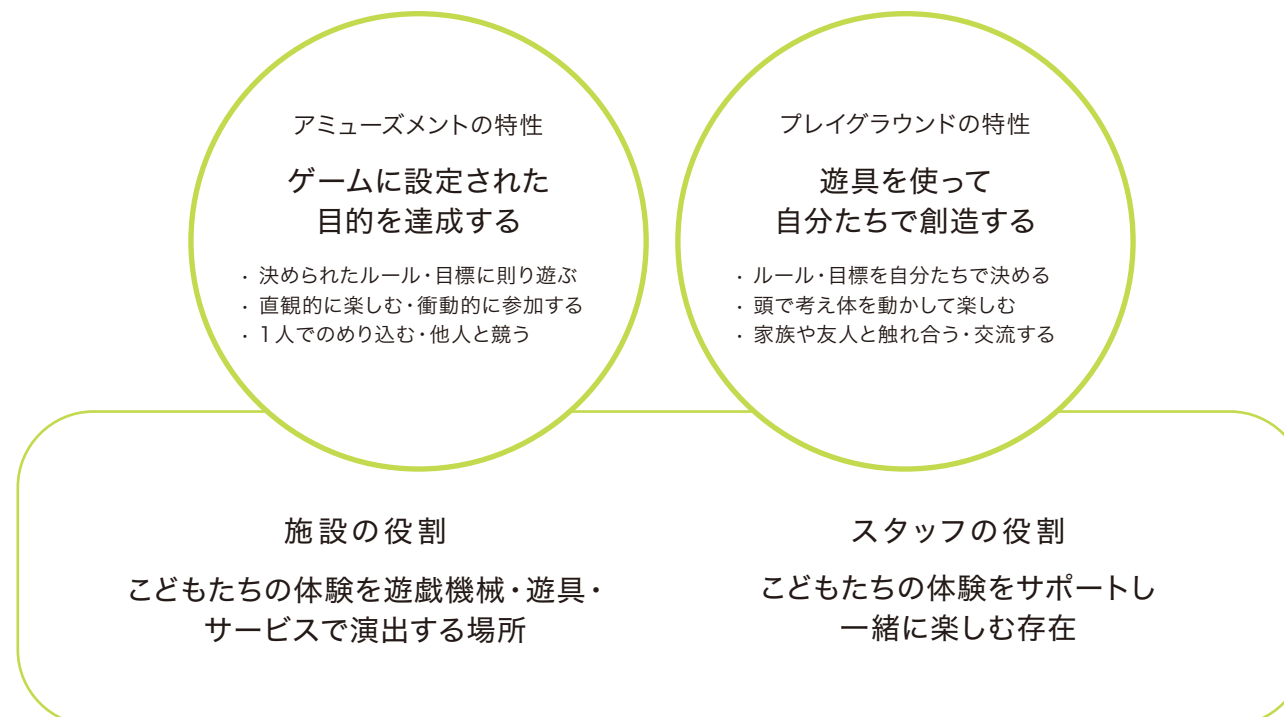 アミューズメントの特性
ゲームに設定された
目的を達成する
・ 決められたルール・目標に則り遊ぶ
・ 直観的に楽しむ・衝動的に参加する
・ 1人でのめり込む・他人と競う
プレイグラウンドの特性
遊具を使って
自分たちで創造する
・ ルール・目標を自分たちで決める
・ 頭で考え体を動かして楽しむ
・ 家族や友人と触れ合う・交流する
施設の役割
こどもたちの体験を遊戯機械・遊具・
サービスで演出する場所
スタッフの役割
こどもたちの体験をサポートし
一緒に楽しむ存在